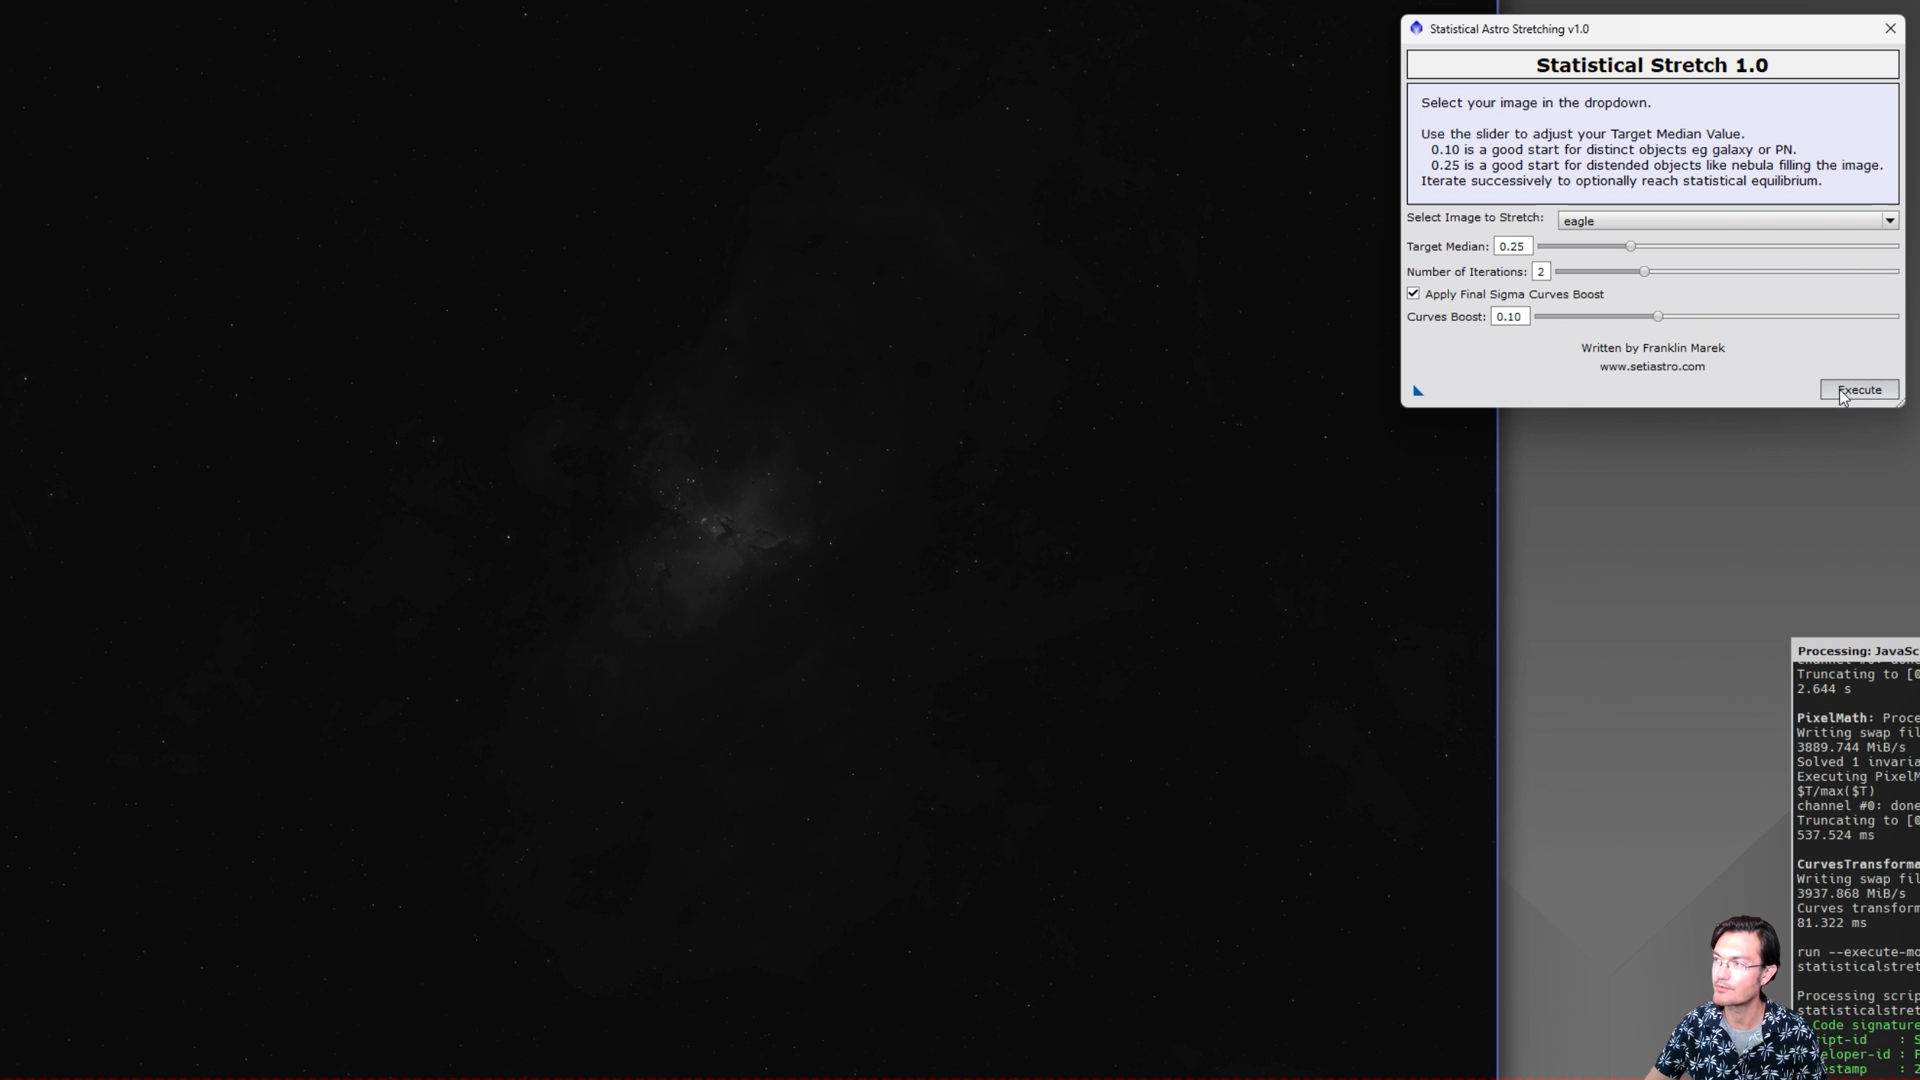 Statistical Astro Stretching v1.0
Statistical Stretch 1.0
Select your image in the dropdown.
Use the slider to adjust your Target Median Value.
0.10 is a good start for distinct objects eg galaxy or PN.
0.25 is a good start for distended objects like nebula filling the image.
Iterate successively to optionally reach statistical equilibrium.
Select Image to Stretch: eagle
Target Median: 0.25
Number of Iterations: 2
Apply Final Sigma Curves Boost
Curves Boost: 0.10
Written by Franklin Marek
www.setiastro.com
Execute
Processing: JavaSc
Truncating to [0
2.644 s
PixelMath: Proce
Writing swap fil
3889.744 MiB/s
Solved 1 invaria
Executing PixelM
$T/max($T)
channel #0: done
Truncating to [0
537.524 ms
CurvesTransforma
Writing swap fil
3937.868 MiB/s
Curves transform
81.322 ms
run --execute-mo
statisticalstret
Processing scrip
statisticalstret
Code signature
ipt-id : S
eloper-id : F
estamp : 2